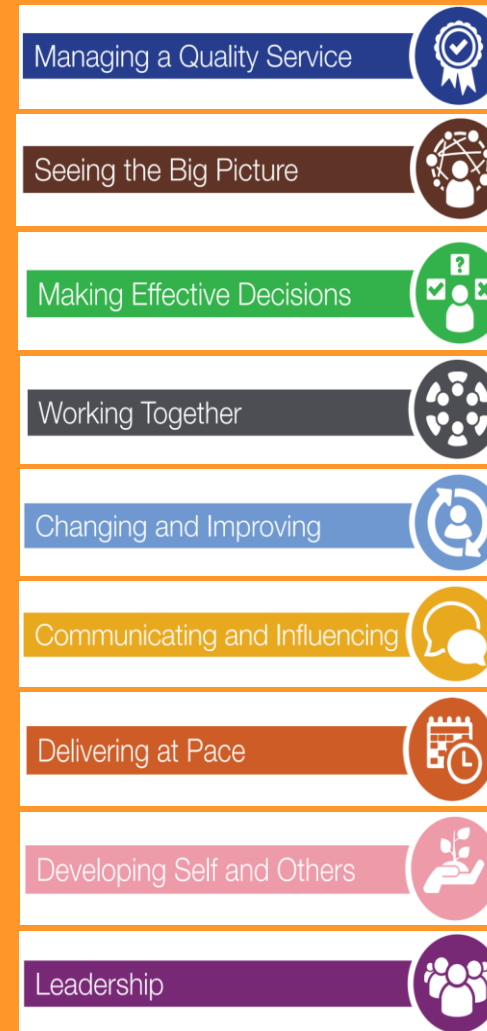 Managing a Quality Service
Seeing the Big Picture
?
Making Effective Decisions
Working Together
Changing and Improving
Communicating and Influencing
Delivering at Pace
Developing Self and Others
Leadership